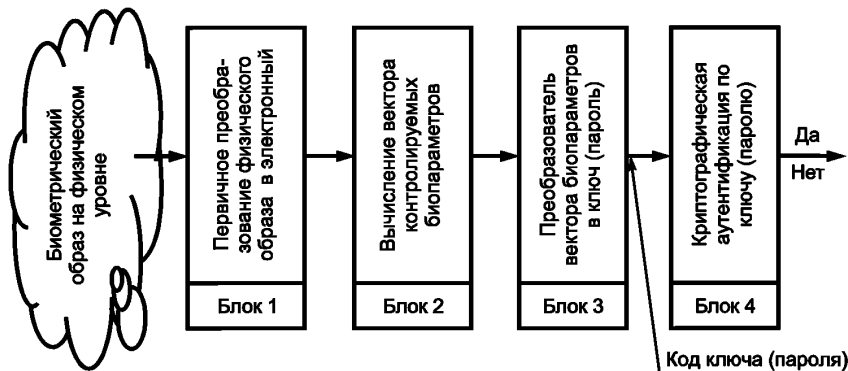 Биометрический
образ на физическом
уровне
Первичное преобра-
зование физического
образа в электронный
Блок 1
Вычисление вектора
контролируемых
биопараметров
Блок 2
Преобразователь
вектора биопараметров
в ключ (пароль)
Блок 3
Криптографическая
аутентификация по
ключу (паролю)
Блок 4
Да
Нет
Код ключа (пароля)